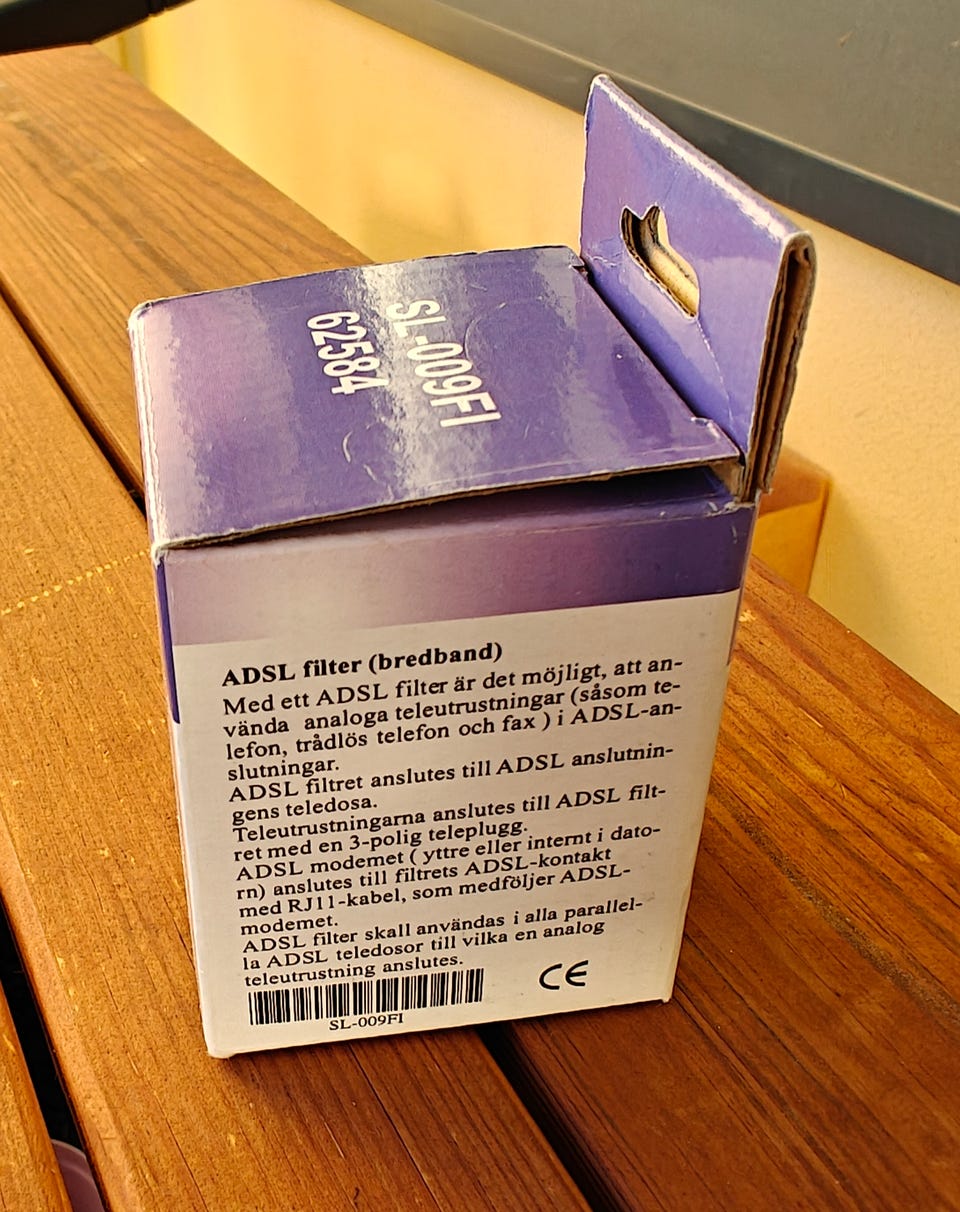 SL-009FI
62584
ADSL filter (bredband)
Med ett ADSL filter är det möjligt, att an-
vända analoga teleutrustningar (såsom te-
lefon, trådlös telefon och fax ) i ADSL-an-
slutningar.
ADSL filtret anslutes till ADSL anslutnin-
gens teledosa.
Teleutrustningarna anslutes till ADSL filt-
ret med en 3-polig teleplugg.
ADSL modemet ( yttre eller internt i dato-
rn) anslutes till filtrets ADSL-kontakt
med RJ11-kabel, som medföljer ADSL-
modemet.
ADSL filter skall användas i alla parallel-
la ADSL teledosor till vilka en analog
teleutrustning anslutes.
CE
SL-009FI